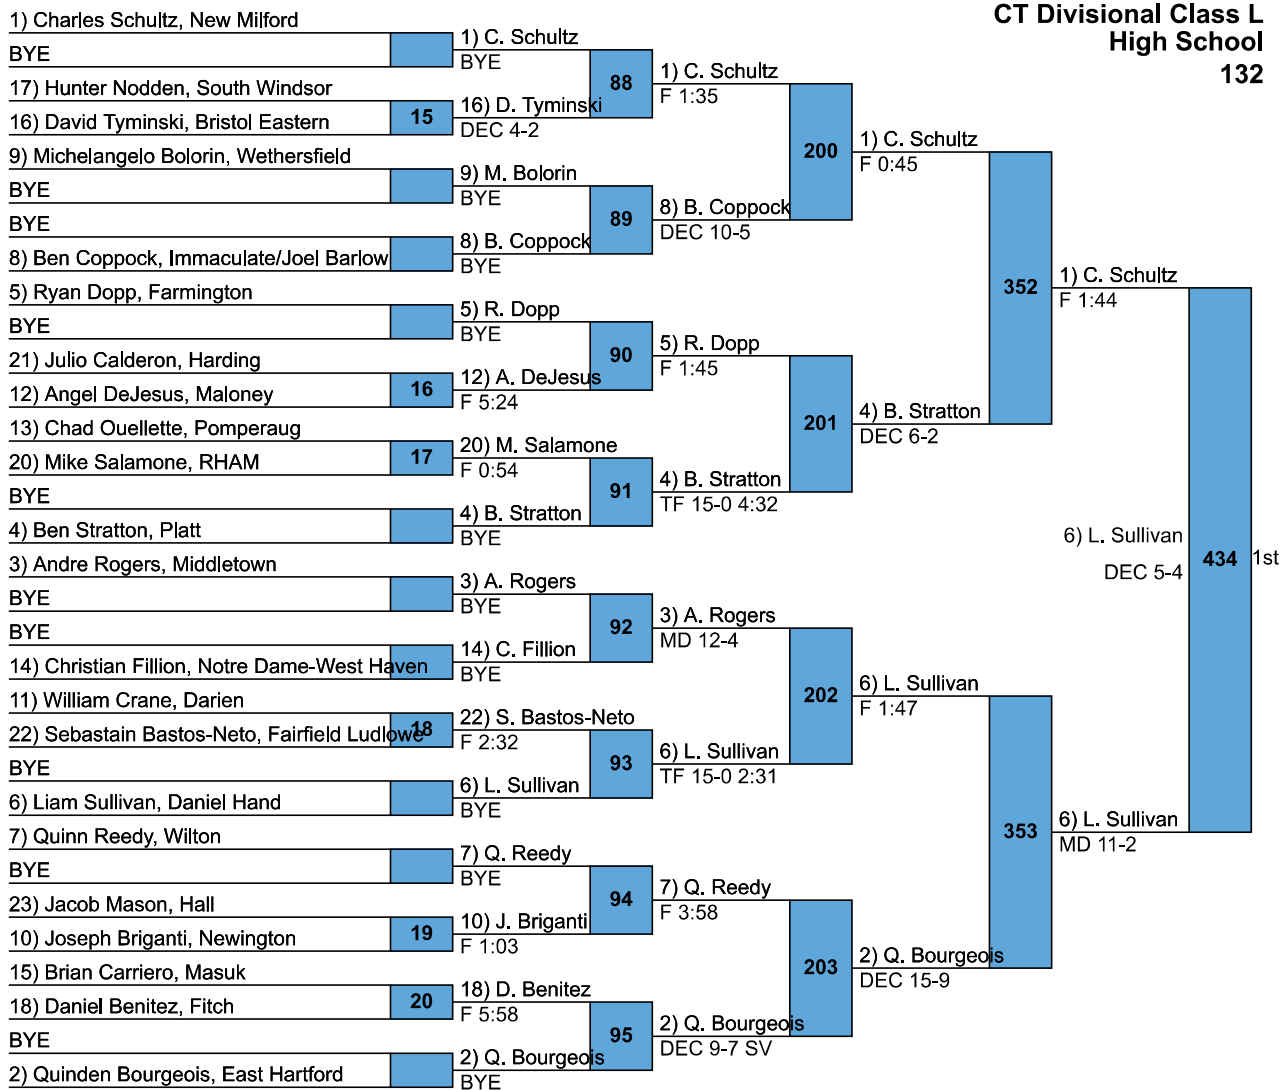 CT Divisional Class L
High School
132
1) Charles Schultz, New Milford
BYE
17) Hunter Nodden, South Windsor
16) David Tyminski, Bristol Eastern
9) Michelangelo Bolorin, Wethersfield
BYE
BYE
8) Ben Coppock, Immaculate/Joel Barlow
5) Ryan Dopp, Farmington
BYE
21) Julio Calderon, Harding
12) Angel DeJesus, Maloney
13) Chad Ouellette, Pomperaug
20) Mike Salamone, RHAM
BYE
4) Ben Stratton, Platt
3) Andre Rogers, Middletown
BYE
BYE
14) Christian Fillion, Notre Dame-West Haven
11) William Crane, Darien
22) Sebastain Bastos-Neto, Fairfield Ludlowe
BYE
6) Liam Sullivan, Daniel Hand
7) Quinn Reedy, Wilton
BYE
23) Jacob Mason, Hall
10) Joseph Briganti, Newington
15) Brian Carriero, Masuk
18) Daniel Benitez, Fitch
BYE
2) Quinden Bourgeois, East Hartford
15
16
17
18
19
20
1) C. Schultz
BYE
16) D. Tyminski
DEC 4-2
9) M. Bolorin
BYE
8) B. Coppock
BYE
5) R. Dopp
BYE
12) A. DeJesus
F 5:24
20) M. Salamone
F 0:54
4) B. Stratton
BYE
3) A. Rogers
BYE
14) C. Fillion
BYE
22) S. Bastos-Neto
F 2:32
6) L. Sullivan
BYE
7) Q. Reedy
BYE
10) J. Briganti
F 1:03
18) D. Benitez
F 5:58
2) Q. Bourgeois
BYE
88
89
90
91
92
93
94
95
1) C. Schultz
F 1:35
8) B. Coppock
DEC 10-5
5) R. Dopp
F 1:45
4) B. Stratton
TF 15-0 4:32
3) A. Rogers
MD 12-4
6) L. Sullivan
TF 15-0 2:31
7) Q. Reedy
F 3:58
2) Q. Bourgeois
DEC 9-7 SV
200
201
202
203
1) C. Schultz
F 0:45
4) B. Stratton
DEC 6-2
6) L. Sullivan
F 1:47
2) Q. Bourgeois
DEC 15-9
352
353
1) C. Schultz
F 1:44
6) L. Sullivan
MD 11-2
6) L. Sullivan
DEC 5-4
434
1st